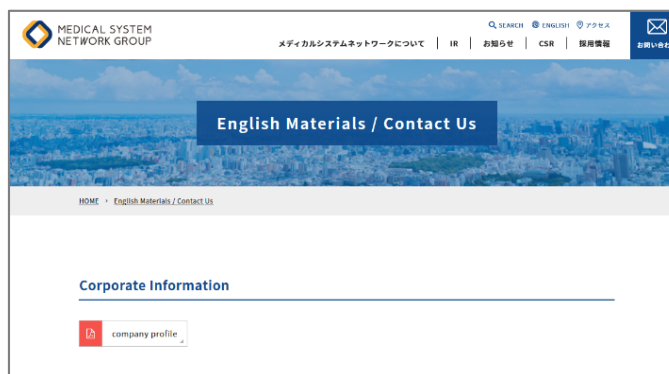 MEDICAL SYSTEM
NETWORK GROUP
SEARCH ENGLISH アクセス
メディカルシステムネットワークについて IR お知らせ CSR 採用情報
お問い合わ
English Materials / Contact Us
HOME › English Materials / Contact Us
Corporate Information
company profile